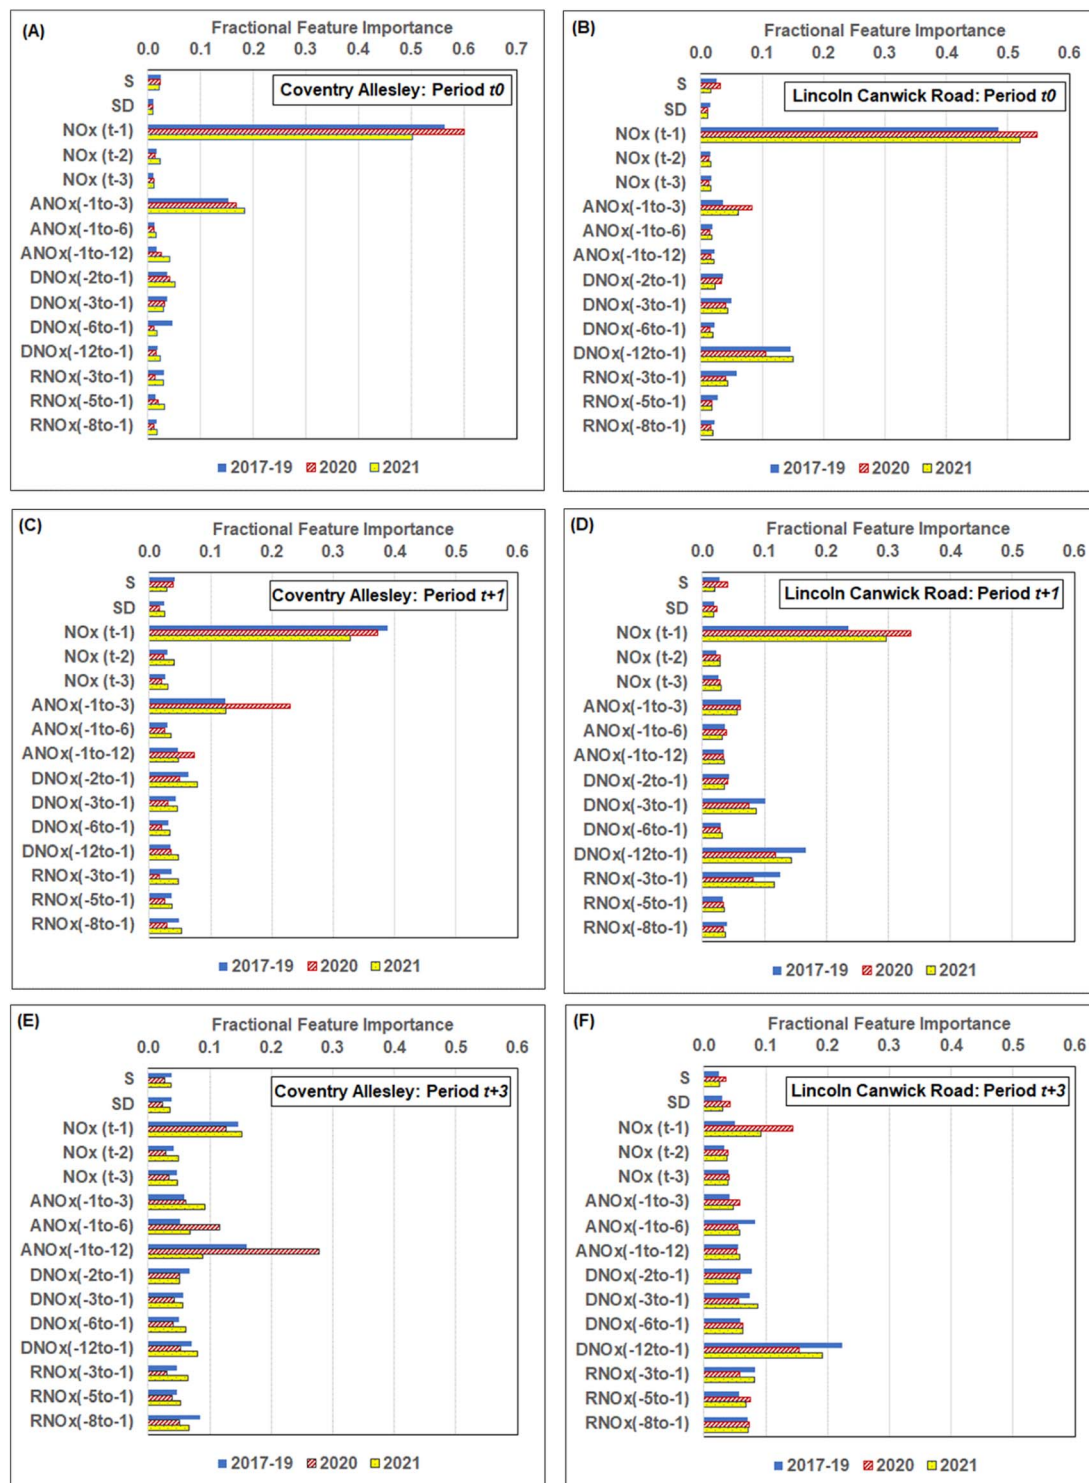 (A)
Fractional Feature Importance
0.0 0.1 0.2 0.3 0.4 0.5 0.6 0.7
Coventry Allesley: Period t0
S
SD
NOx (t-1)
NOx (t-2)
NOx (t-3)
ANOx(-1to-3)
ANOx(-1to-6)
ANOx(-1to-12)
DNOx(-2to-1)
DNOx(-3to-1)
DNOx(-6to-1)
DNOx(-12to-1)
RNOx(-3to-1)
RNOx(-5to-1)
RNOx(-8to-1)
2017-19 2020 2021
(B)
Fractional Feature Importance
0.0 0.1 0.2 0.3 0.4 0.5 0.6
Lincoln Canwick Road: Period t0
S
SD
NOx (t-1)
NOx (t-2)
NOx (t-3)
ANOx(-1to-3)
ANOx(-1to-6)
ANOx(-1to-12)
DNOx(-2to-1)
DNOx(-3to-1)
DNOx(-6to-1)
DNOx(-12to-1)
RNOx(-3to-1)
RNOx(-5to-1)
RNOx(-8to-1)
2017-19 2020 2021
(C)
Fractional Feature Importance
0.0 0.1 0.2 0.3 0.4 0.5 0.6
Coventry Allesley: Period t+1
S
SD
NOx (t-1)
NOx (t-2)
NOx (t-3)
ANOx(-1to-3)
ANOx(-1to-6)
ANOx(-1to-12)
DNOx(-2to-1)
DNOx(-3to-1)
DNOx(-6to-1)
DNOx(-12to-1)
RNOx(-3to-1)
RNOx(-5to-1)
RNOx(-8to-1)
2017-19 2020 2021
(D)
Fractional Feature Importance
0.0 0.1 0.2 0.3 0.4 0.5 0.6
Lincoln Canwick Road: Period t+1
S
SD
NOx (t-1)
NOx (t-2)
NOx (t-3)
ANOx(-1to-3)
ANOx(-1to-6)
ANOx(-1to-12)
DNOx(-2to-1)
DNOx(-3to-1)
DNOx(-6to-1)
DNOx(-12to-1)
RNOx(-3to-1)
RNOx(-5to-1)
RNOx(-8to-1)
2017-19 2020 2021
(E)
Fractional Feature Importance
0.0 0.1 0.2 0.3 0.4 0.5 0.6
Coventry Allesley: Period t+3
S
SD
NOx (t-1)
NOx (t-2)
NOx (t-3)
ANOx(-1to-3)
ANOx(-1to-6)
ANOx(-1to-12)
DNOx(-2to-1)
DNOx(-3to-1)
DNOx(-6to-1)
DNOx(-12to-1)
RNOx(-3to-1)
RNOx(-5to-1)
RNOx(-8to-1)
2017-19 2020 2021
(F)
Fractional Feature Importance
0.0 0.1 0.2 0.3 0.4 0.5 0.6
Lincoln Canwick Road: Period t+3
S
SD
NOx (t-1)
NOx (t-2)
NOx (t-3)
ANOx(-1to-3)
ANOx(-1to-6)
ANOx(-1to-12)
DNOx(-2to-1)
DNOx(-3to-1)
DNOx(-6to-1)
DNOx(-12to-1)
RNOx(-3to-1)
RNOx(-5to-1)
RNOx(-8to-1)
2017-19 2020 2021